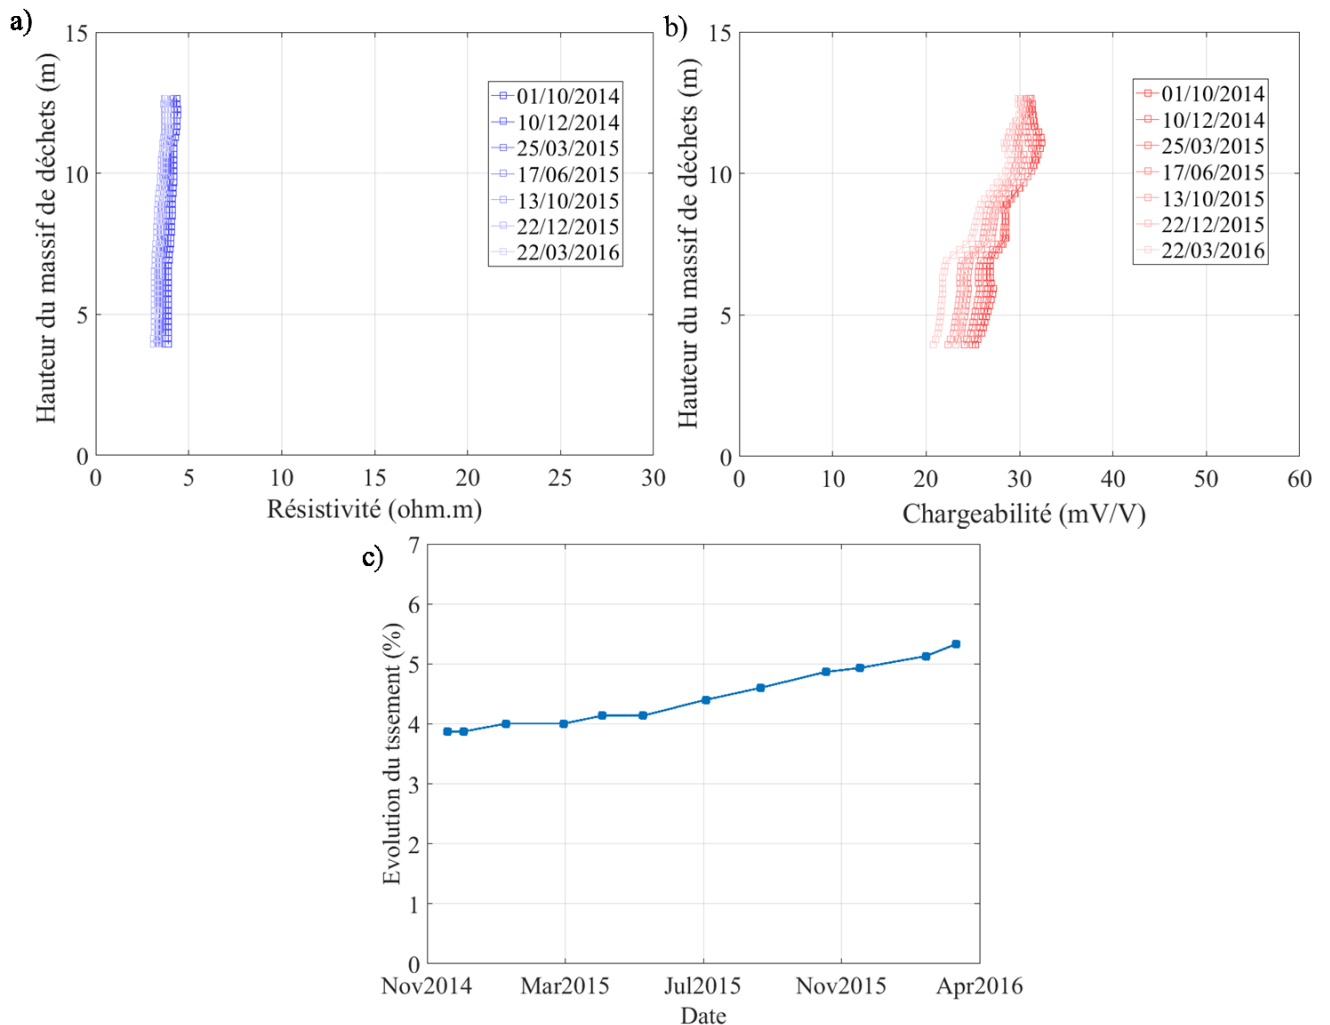 a)
15
10
5
0
Hauteur du massif de déchets (m)
01/10/2014
10/12/2014
25/03/2015
17/06/2015
13/10/2015
22/12/2015
22/03/2016
0 5 10 15 20 25 30
Résistivité (ohm.m)
b)
15
10
5
0
Hauteur du massif de déchets (m)
01/10/2014
10/12/2014
25/03/2015
17/06/2015
13/10/2015
22/12/2015
22/03/2016
0 10 20 30 40 50 60
Chargeabilité (mV/V)
c)
7
6
5
4
3
2
1
0
Evolution du tssement (%)
Nov2014 Mar2015 Jul2015 Nov2015 Apr2016
Date